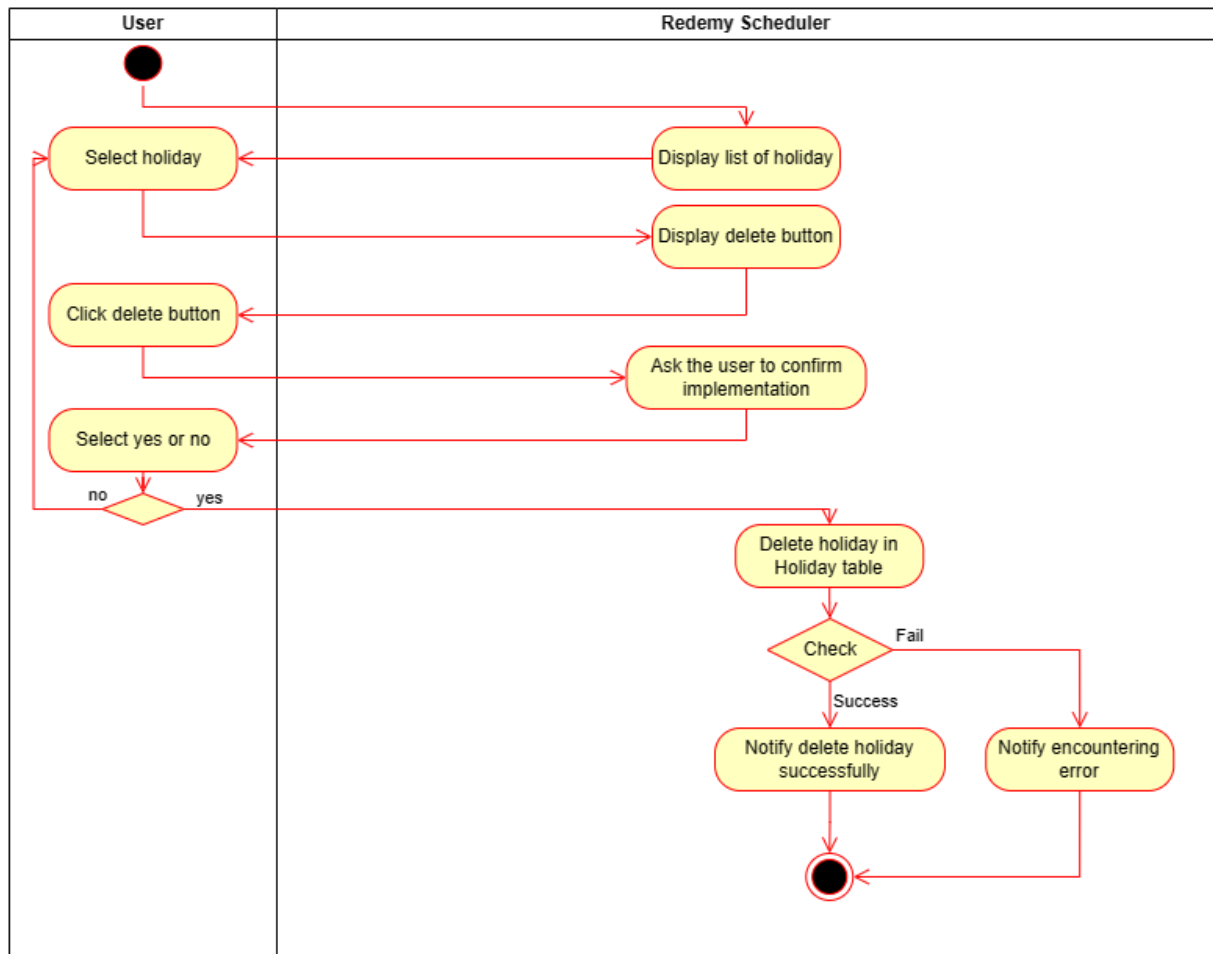 User
Redemy Scheduler
Select holiday
Display list of holiday
Display delete button
Click delete button
Ask the user to confirm
implementation
Select yes or no
no
yes
Delete holiday in
Holiday table
Check
Fail
Success
Notify delete holiday
successfully
Notify encountering
error